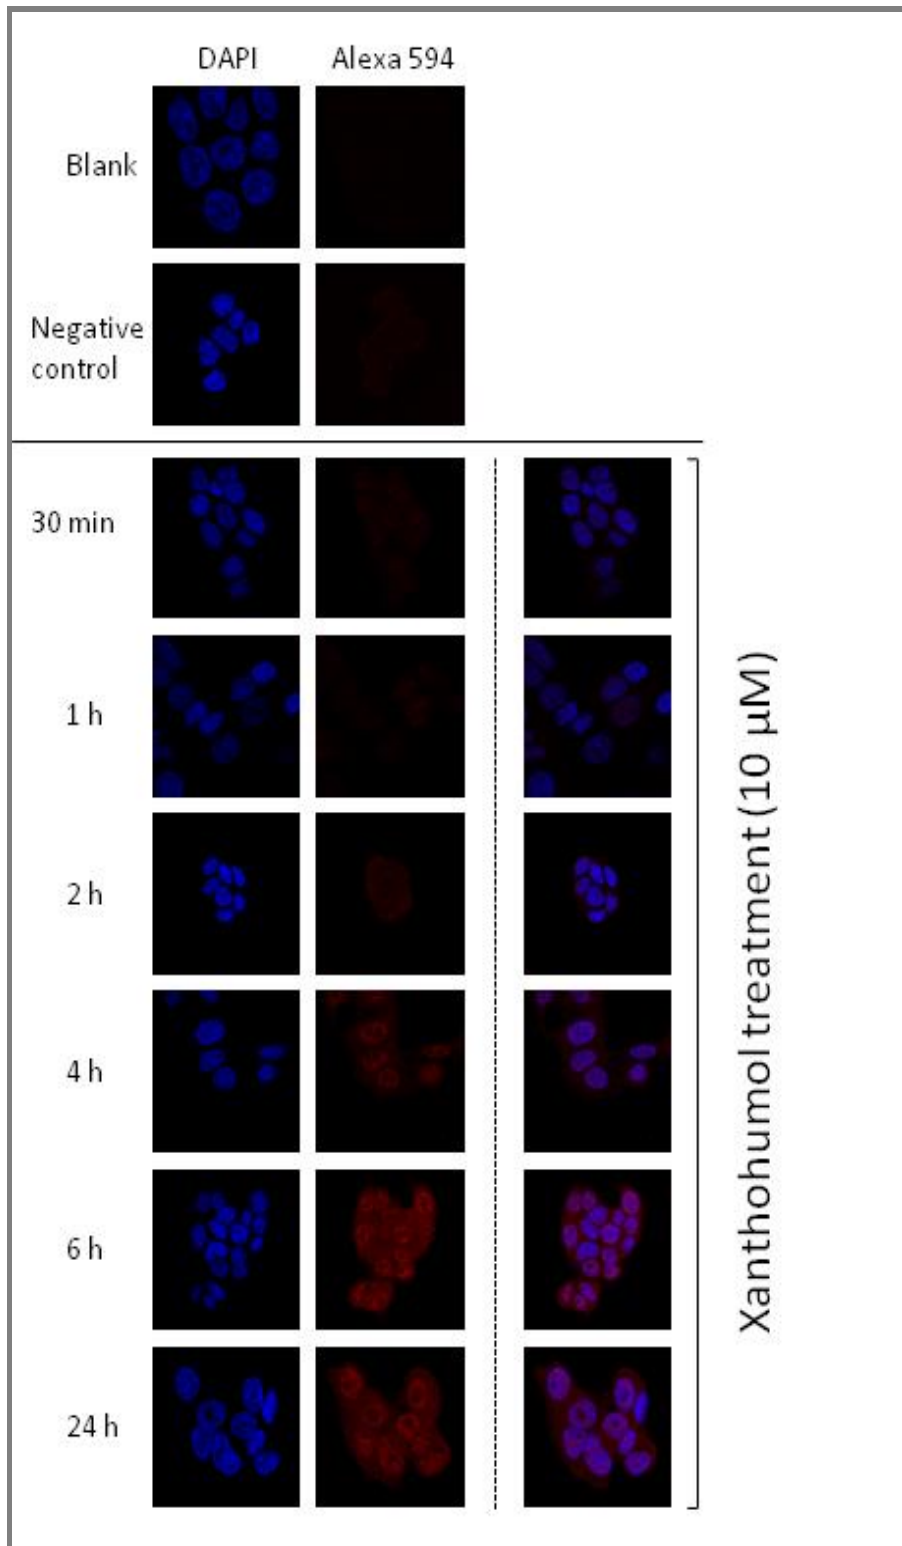 DAPI Alexa 594
Blank
Negative
control
30 min
1 h
2 h
4 h
6 h
24 h
Xanthohumol treatment (10 µM)